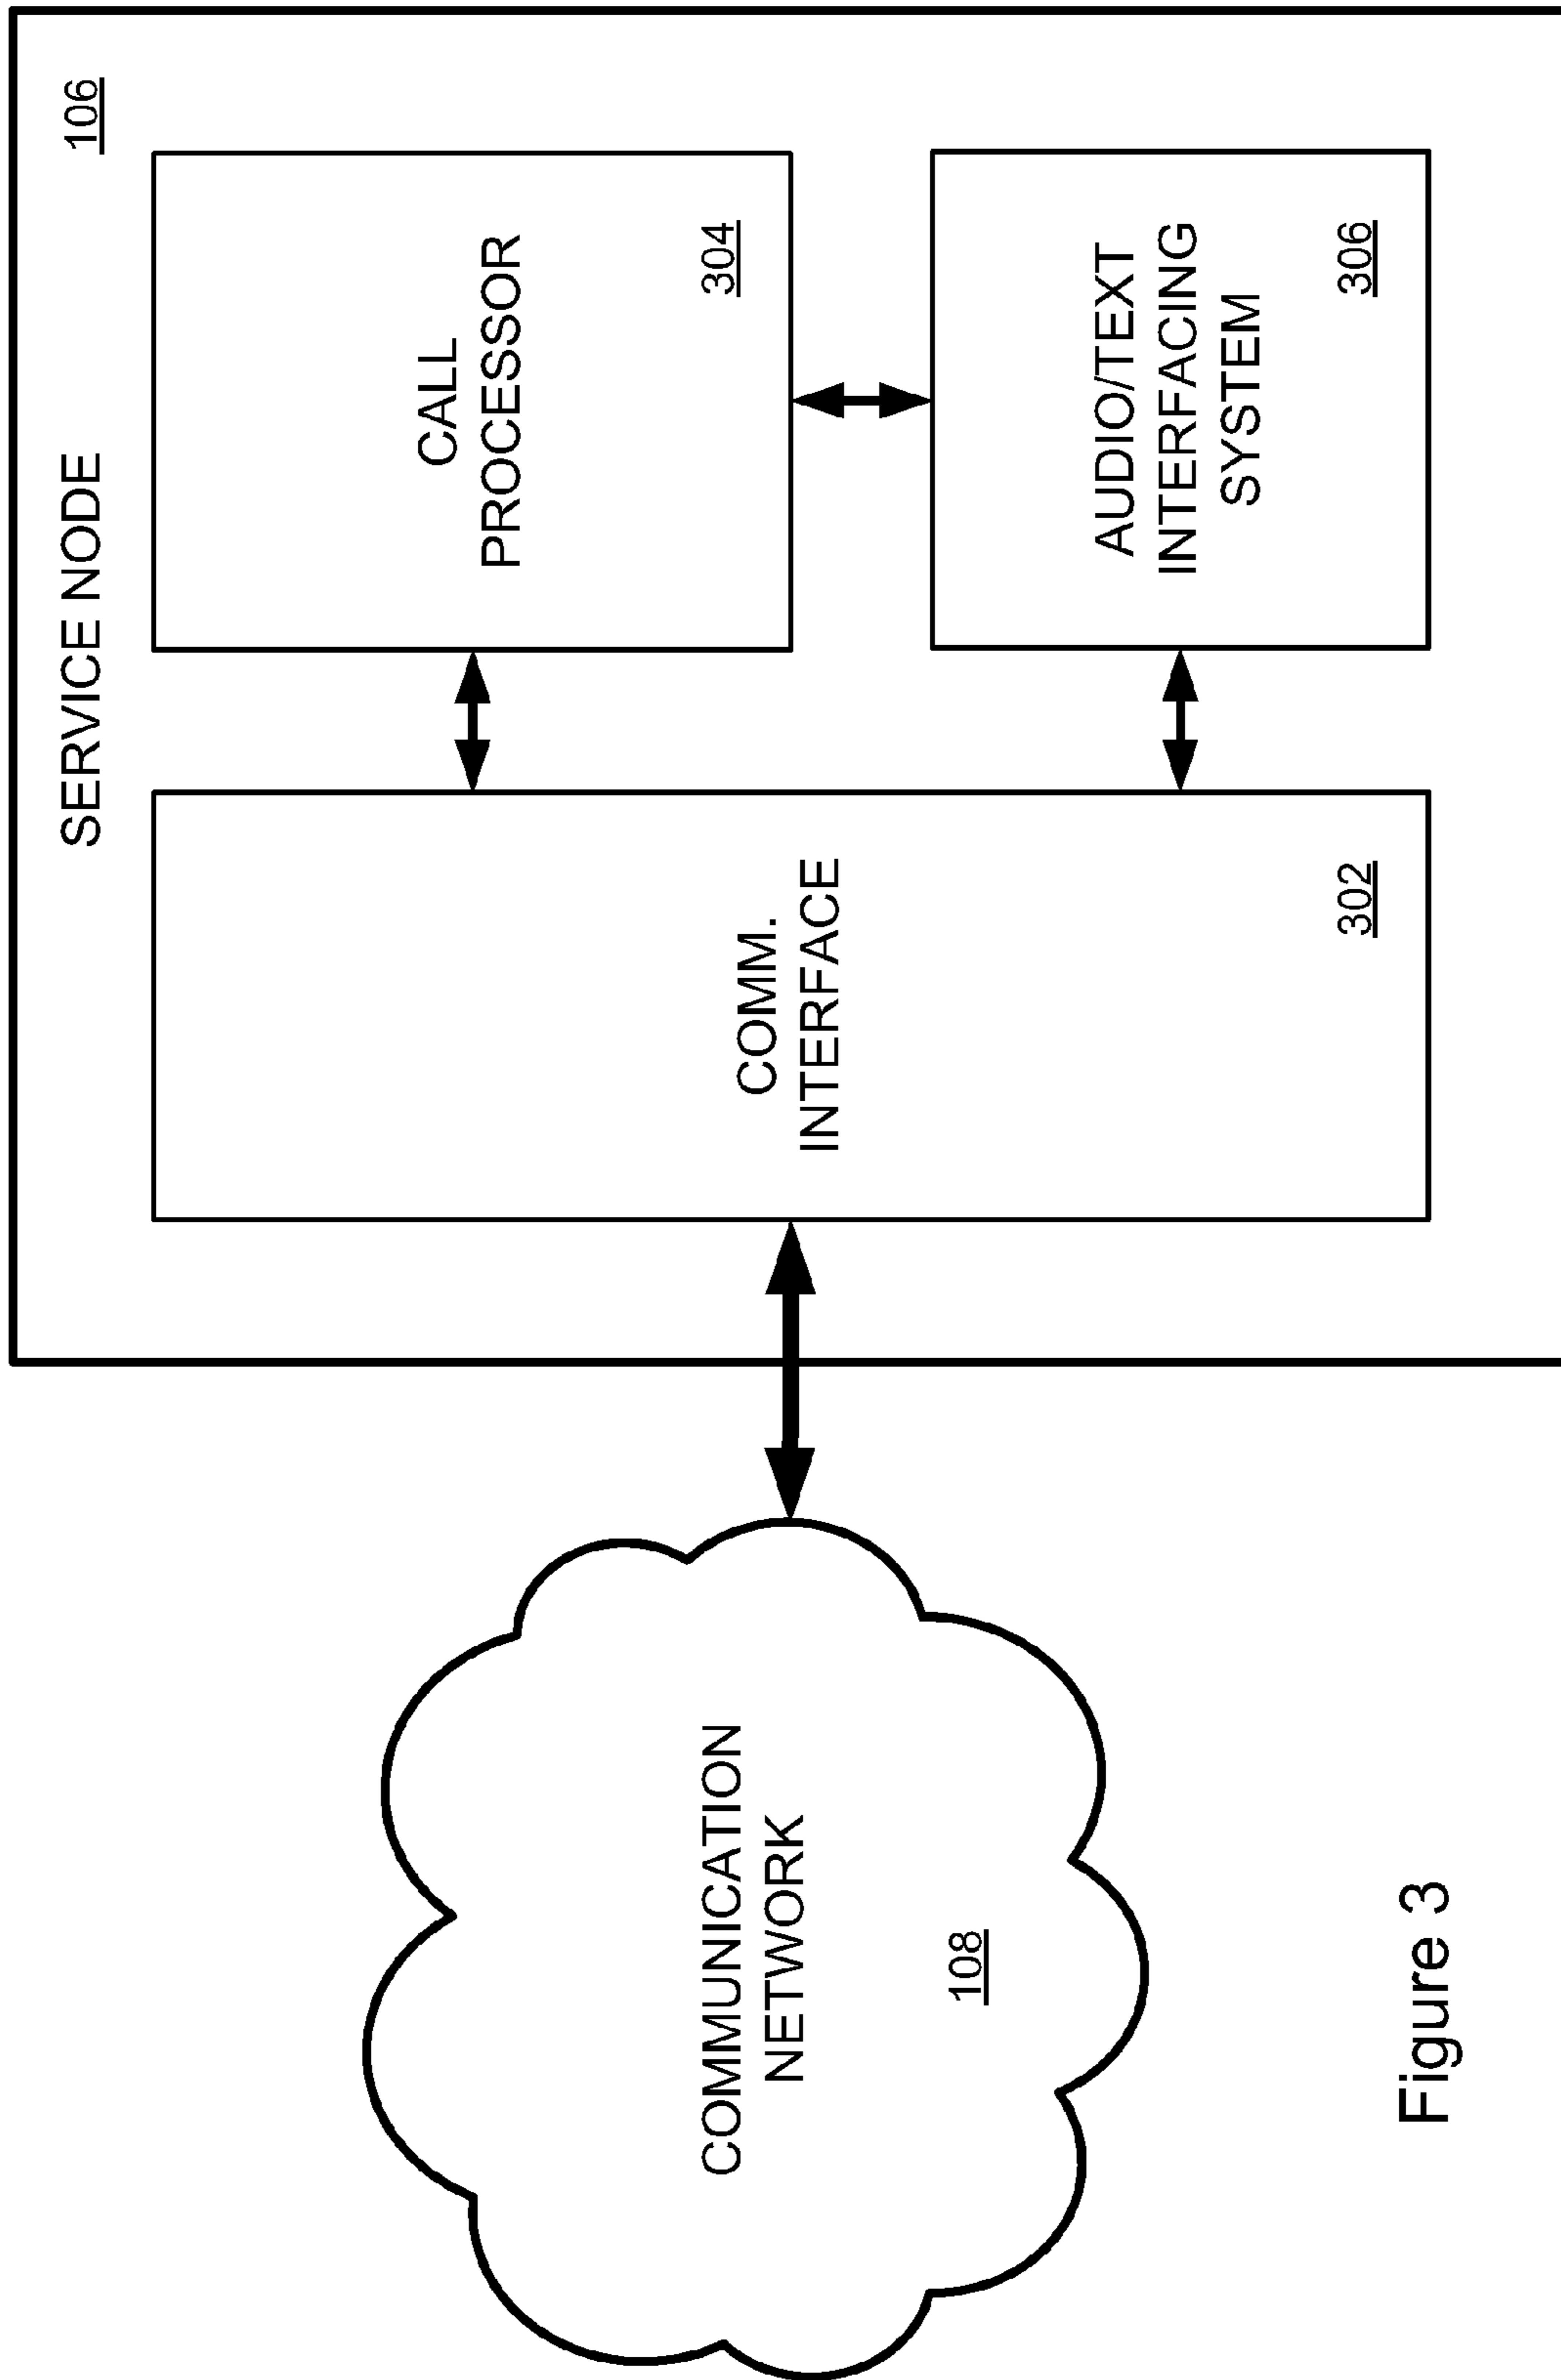 SERVICE NODE
106
COMMUNICATION
NETWORK
108
COMM.
INTERFACE
302
CALL
PROCESSOR
304
AUDIO/TEXT
INTERFACING
SYSTEM
306
Figure 3